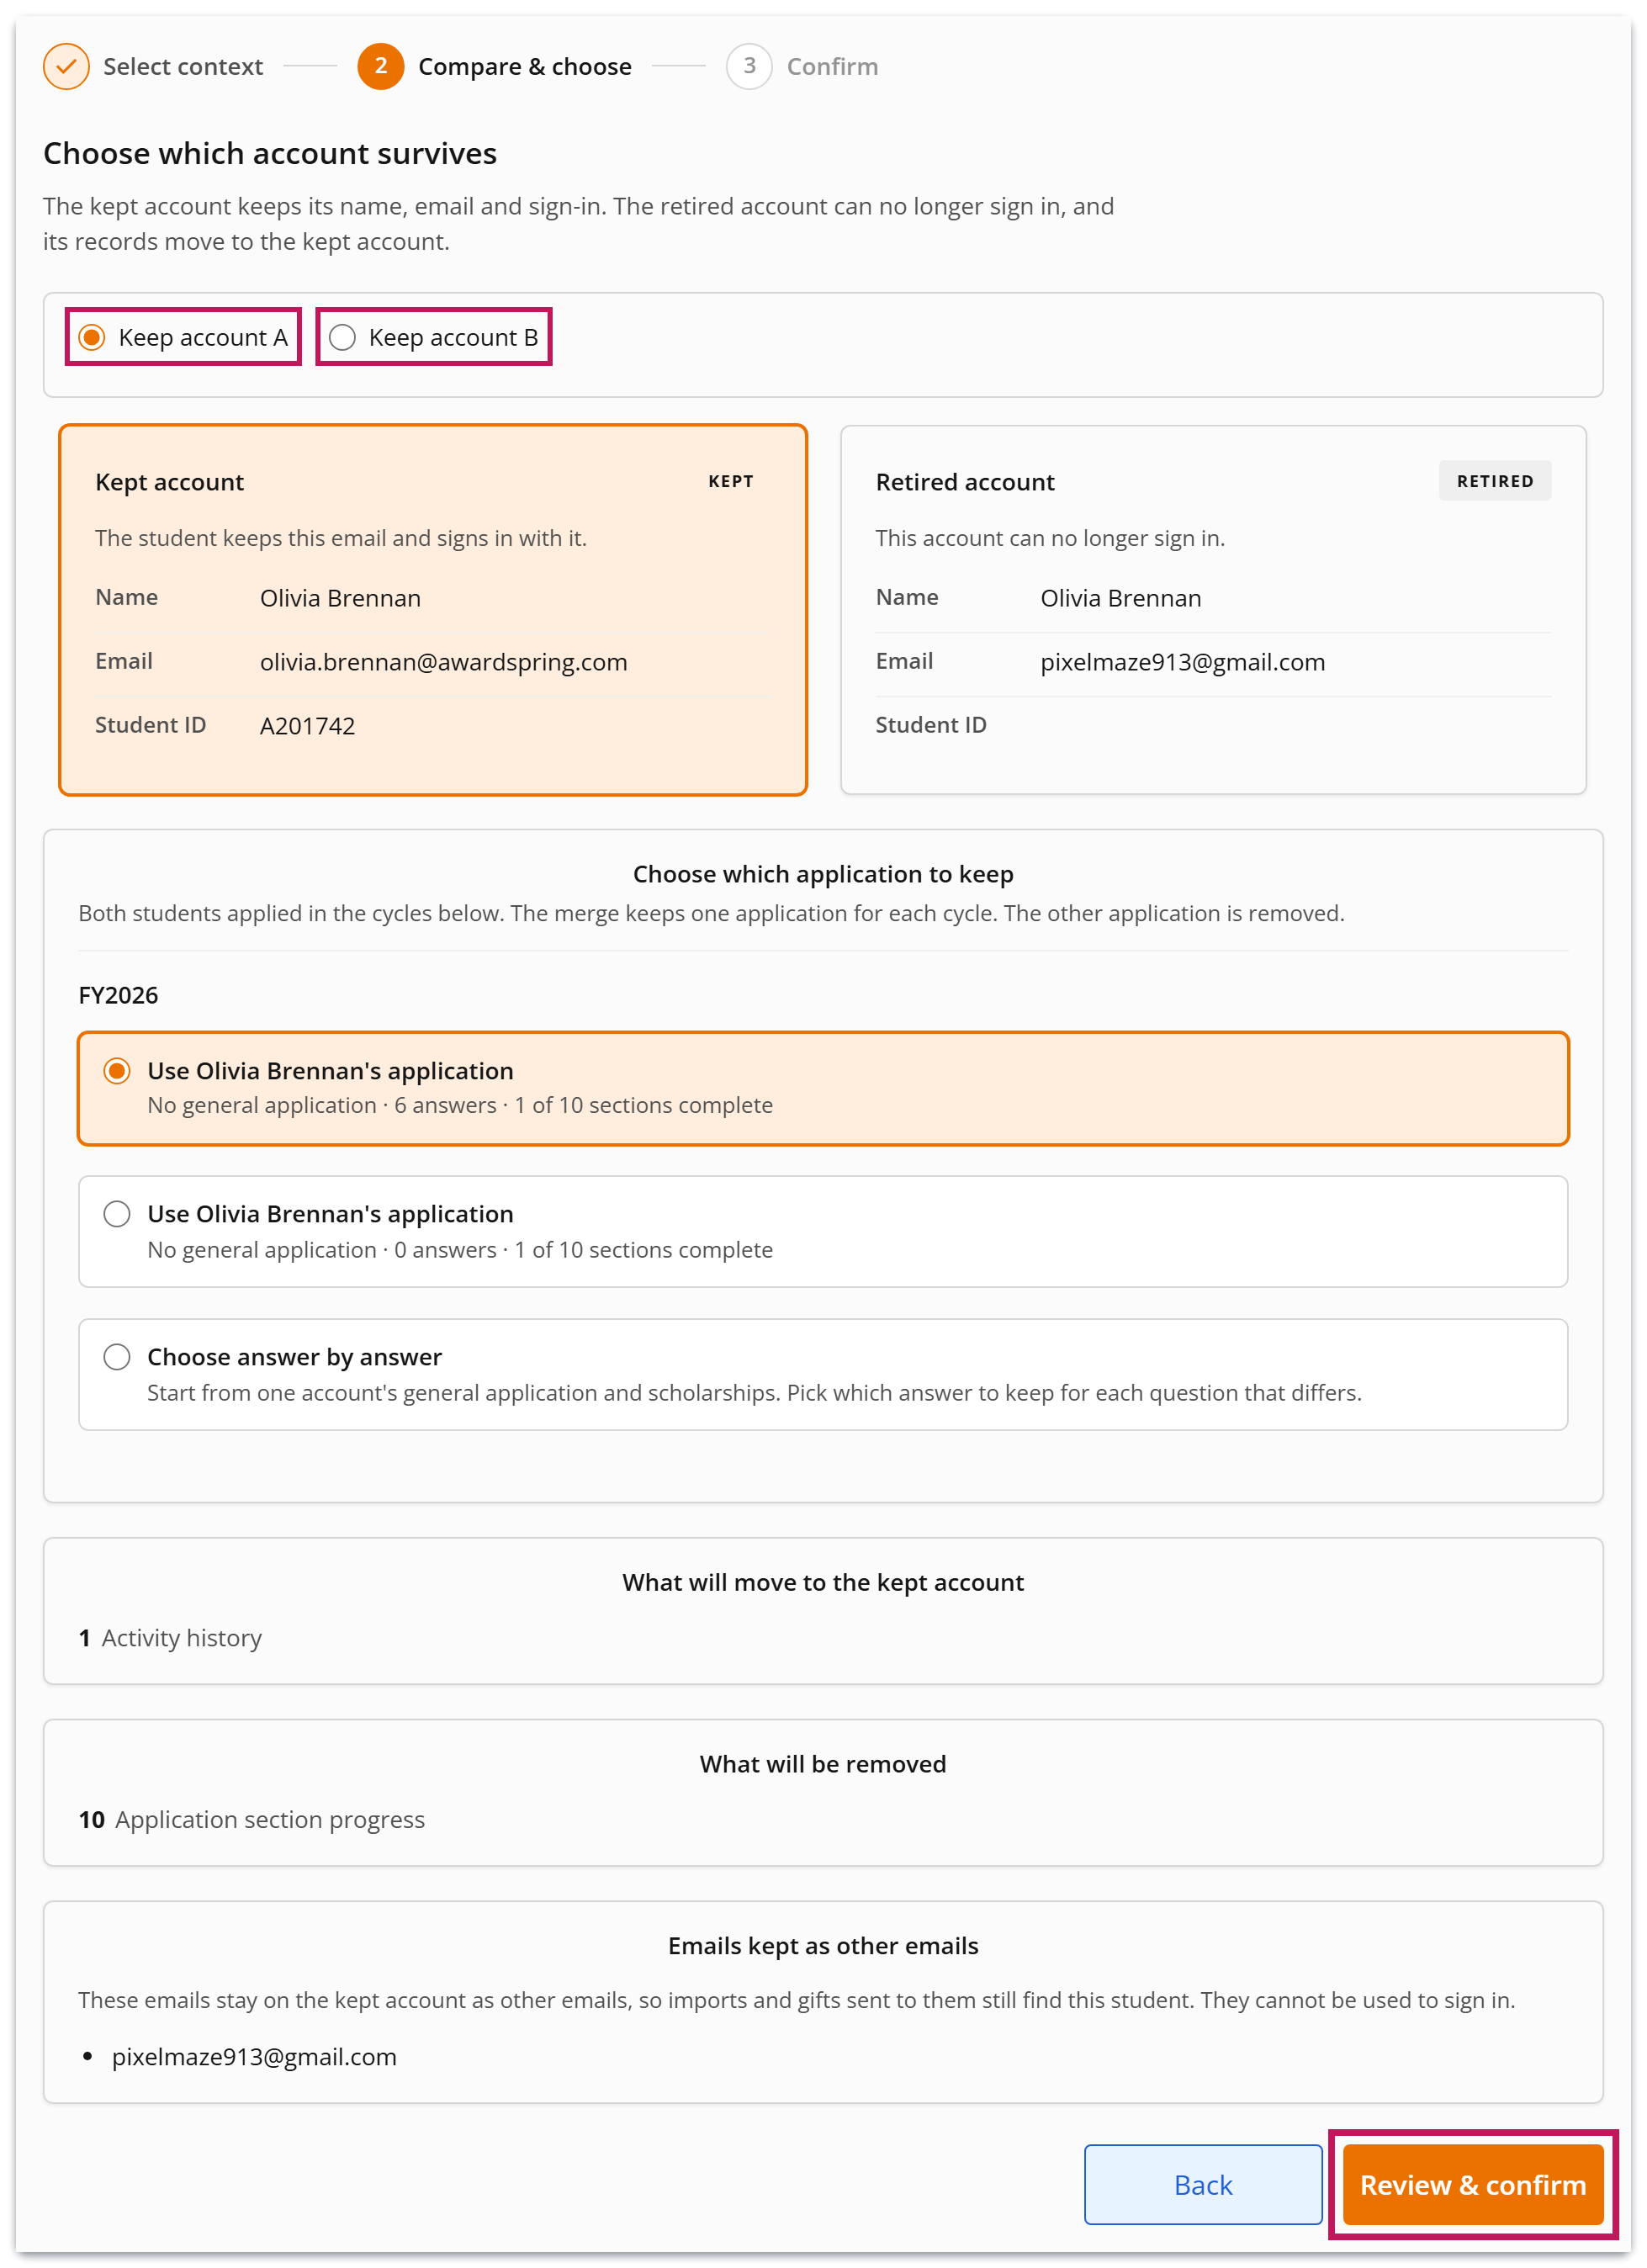 Select context
2 Compare & choose
3 Confirm
Choose which account survives
The kept account keeps its name, email and sign-in. The retired account can no longer sign in, and
its records move to the kept account.
Keep account A
Keep account B
Kept account
KEPT
The student keeps this email and signs in with it.
Name Olivia Brennan
Email olivia.brennan@awardspring.com
Student ID A201742
Retired account
RETIRED
This account can no longer sign in.
Name Olivia Brennan
Email pixelmaze913@gmail.com
Student ID
Choose which application to keep
Both students applied in the cycles below. The merge keeps one application for each cycle. The other application is removed.
FY2026
Use Olivia Brennan's application
No general application · 6 answers · 1 of 10 sections complete
Use Olivia Brennan's application
No general application · 0 answers · 1 of 10 sections complete
Choose answer by answer
Start from one account's general application and scholarships. Pick which answer to keep for each question that differs.
What will move to the kept account
1 Activity history
What will be removed
10 Application section progress
Emails kept as other emails
These emails stay on the kept account as other emails, so imports and gifts sent to them still find this student. They cannot be used to sign in.
• pixelmaze913@gmail.com
Back
Review & confirm